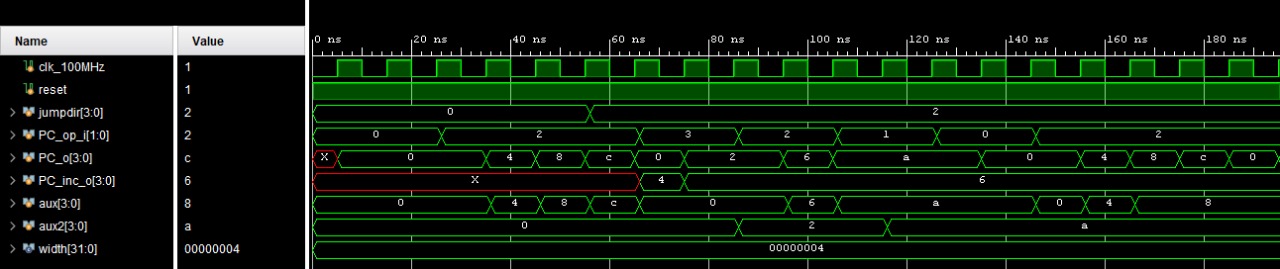 Name Value 0 ns 20 ns 40 ns 60 ns 80 ns 100 ns 120 ns 140 ns 160 ns 180 ns
clk_100MHz 1
reset 1
jumpdir[3:0] 2 0 2
PC_op_i[1:0] 2 0 2 3 2 1 0 2
PC_o[3:0] c X 0 4 8 c 0 2 6 a 0 4 8 c 0
PC_inc_o[3:0] 6 X 4 6
aux[3:0] 8 0 4 8 c 0 6 a 0 4 8
aux2[3:0] a 0 2 a
width[31:0] 00000004 00000004